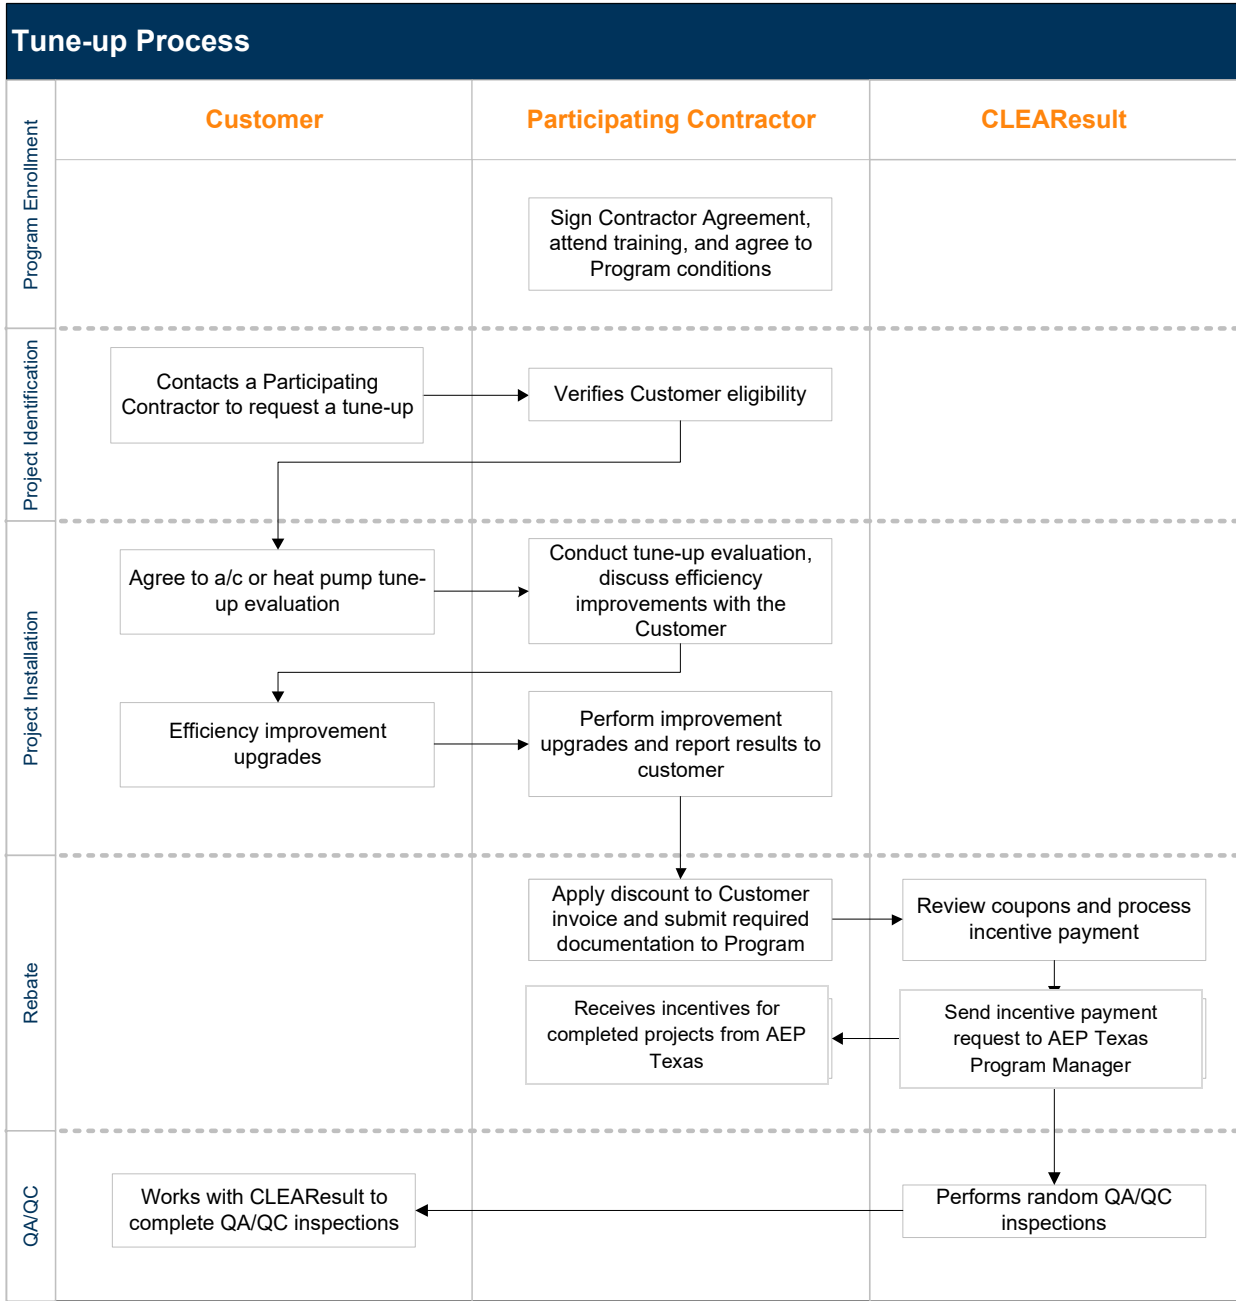 Tune-up Process
Customer
Participating Contractor
CLEAResult
Program Enrollment
Sign Contractor Agreement,
attend training, and agree to
Program conditions
Project Identification
Contacts a Participating
Contractor to request a tune-up
Verifies Customer eligibility
Project Installation
Agree to a/c or heat pump tune-
up evaluation
Conduct tune-up evaluation,
discuss efficiency
improvements with the
Customer
Efficiency improvement
upgrades
Perform improvement
upgrades and report results to
customer
Rebate
Apply discount to Customer
invoice and submit required
documentation to Program
Review coupons and process
incentive payment
Receives incentives for
completed projects from AEP
Texas
Send incentive payment
request to AEP Texas
Program Manager
QA/QC
Works with CLEAResult to
complete QA/QC inspections
Performs random QA/QC
inspections